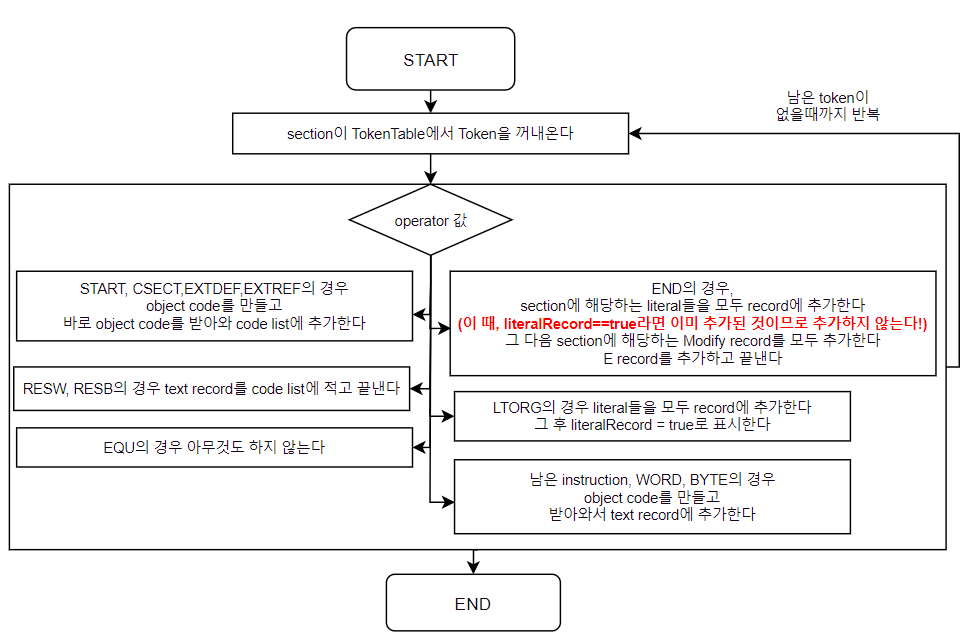 START
남은 token이
없을때까지 반복
section이 TokenTable에서 Token을 꺼내온다
operator 값
START, CSECT,EXTDEF,EXTREF의 경우
object code를 만들고
바로 object code를 받아와 code list에 추가한다
END의 경우,
section에 해당하는 literal들을 모두 record에 추가한다
(이 때, literalRecord==true라면 이미 추가된 것이므로 추가하지 않는다!)
그 다음 section에 해당하는 Modify record를 모두 추가한다
E record를 추가하고 끝낸다
RESW, RESB의 경우 text record를 code list에 적고 끝낸다
LTORG의 경우 literal들을 모두 record에 추가한다
그 후 literalRecord = true로 표시한다
EQU의 경우 아무것도 하지 않는다
남은 instruction, WORD, BYTE의 경우
object code를 만들고
받아와서 text record에 추가한다
END